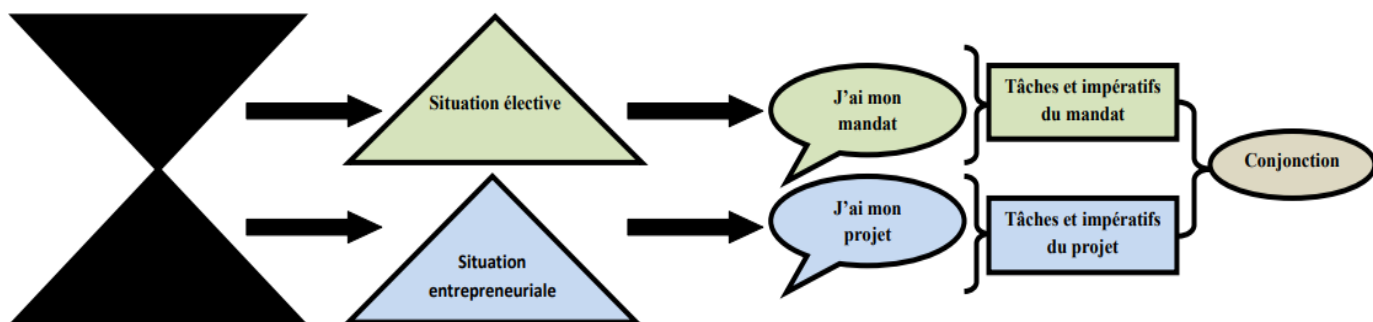 Situation élective
J'ai mon
mandat
Tâches et impératifs
du mandat
Conjonction
Situation
entrepreneuriale
J'ai mon
projet
Tâches et impératifs
du projet